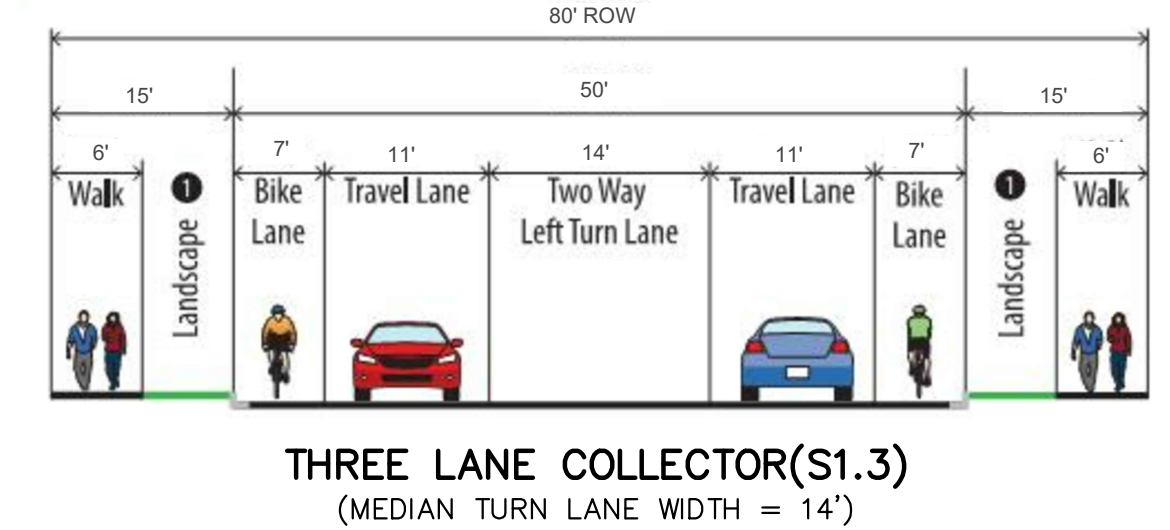 80' ROW
15'
50'
15'
6'
7'
11'
14'
11'
7'
6'
Walk
1
Landscape
Bike
Lane
Travel Lane
Two Way
Left Turn Lane
Travel Lane
Bike
Lane
1
Landscape
Walk
THREE LANE COLLECTOR(S1.3)
(MEDIAN TURN LANE WIDTH = 14')